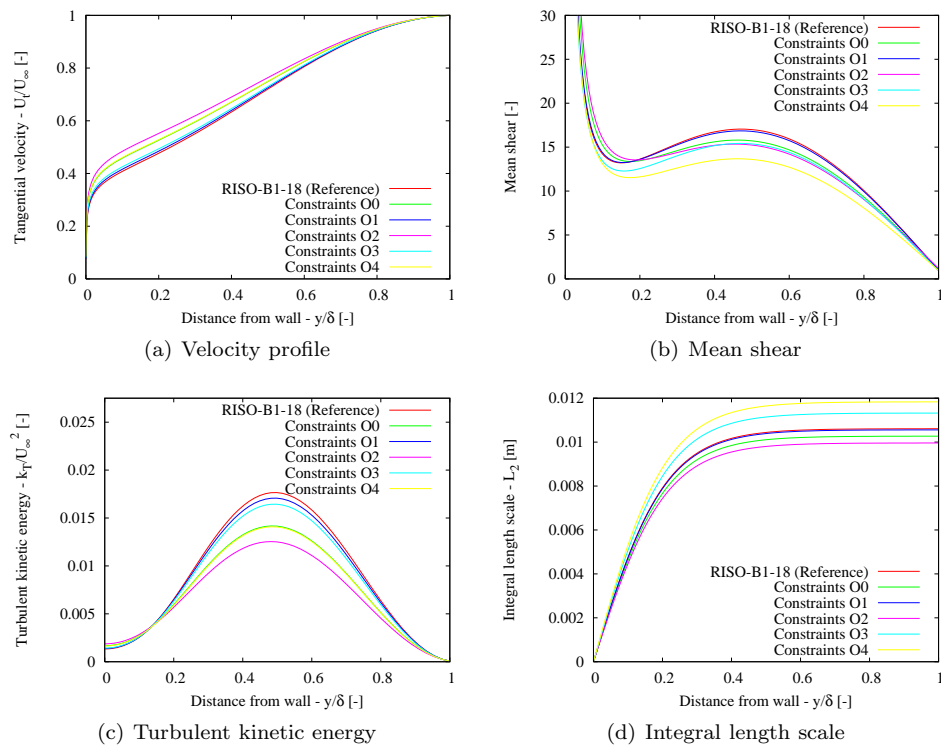 Tangential velocity - U_t/U_∞ [-]
1
0.8
0.6
0.4
0.2
0
RISO-B1-18 (Reference)
Constraints O0
Constraints O1
Constraints O2
Constraints O3
Constraints O4
0 0.2 0.4 0.6 0.8 1
Distance from wall - y/δ [-]
(a) Velocity profile
Mean shear [-]
30
25
20
15
10
5
0
RISO-B1-18 (Reference)
Constraints O0
Constraints O1
Constraints O2
Constraints O3
Constraints O4
0 0.2 0.4 0.6 0.8 1
Distance from wall - y/δ [-]
(b) Mean shear
Turbulent kinetic energy - k_T/U_∞² [-]
0.025
0.02
0.015
0.01
0.005
0
RISO-B1-18 (Reference)
Constraints O0
Constraints O1
Constraints O2
Constraints O3
Constraints O4
0 0.2 0.4 0.6 0.8 1
Distance from wall - y/δ [-]
(c) Turbulent kinetic energy
Integral length scale - L₂ [m]
0.012
0.01
0.008
0.006
0.004
0.002
0
RISO-B1-18 (Reference)
Constraints O0
Constraints O1
Constraints O2
Constraints O3
Constraints O4
0 0.2 0.4 0.6 0.8 1
Distance from wall - y/δ [-]
(d) Integral length scale